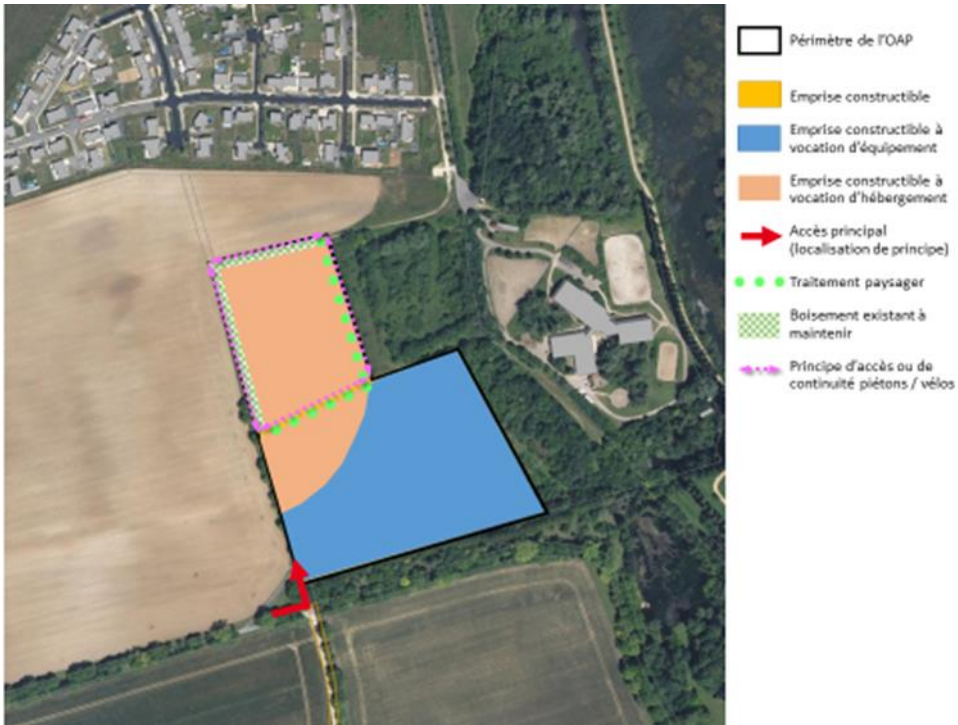 Périmètre de l'OAP
Emprise constructible
Emprise constructible à
vocation d'équipement
Emprise constructible à
vocation d'hébergement
Accès principal
(localisation de principe)
Traitement paysager
Boisement existant à
maintenir
Principe d'accès ou de
continuité piétons / vélos